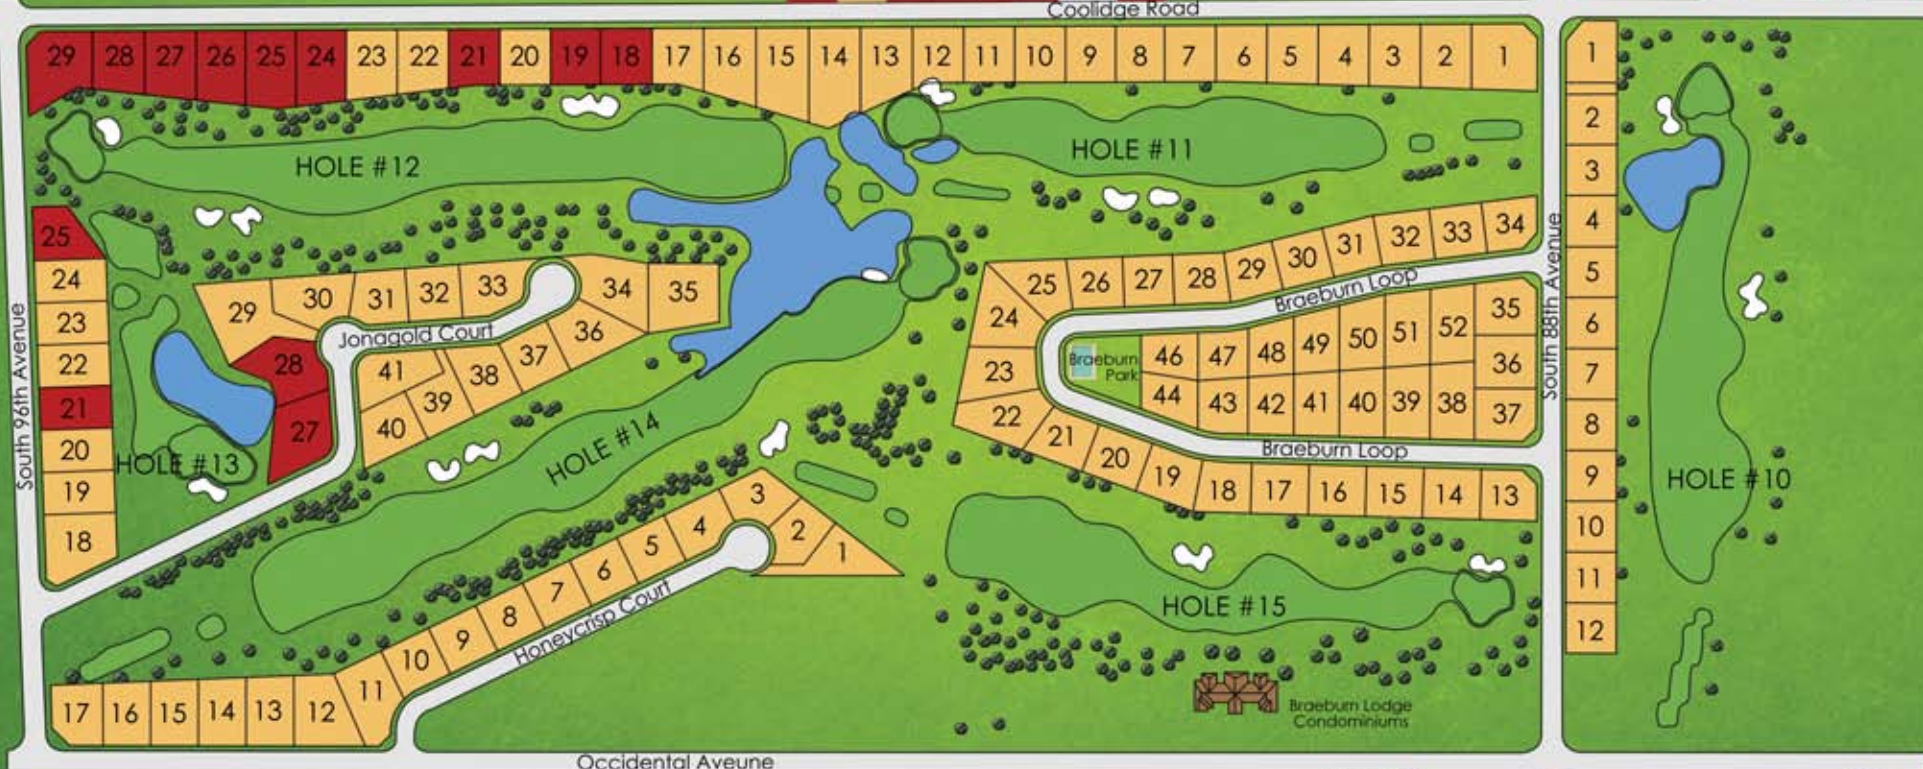 Coolidge Road
29 28 27 26 25 24 23 22 21 20 19 18 17 16 15 14 13 12 11 10 9 8 7 6 5 4 3 2 1
HOLE #12
HOLE #11
25
24
23
22
21
20
19
18
South 96th Avenue
HOLE #13
29 30 31 32 33 34 35
Jonagold Court
28
27
41 38 37 36
40 39
HOLE #14
3
4 2 1
5
6
7
8
9
10
11
Honeycrisp Court
17 16 15 14 13 12
Occidental Aveyne
25 26 27 28 29 30 31 32 33 34
Braeburn Loop
24
23
22
21
20
19
18 17 16 15 14 13
Braeburn
Park
46 47 48 49 50 51 52 35
36
44 43 42 41 40 39 38 37
Braeburn Loop
HOLE #15
Braeburn Lodge
Condominiums
South 88th Avenue
1
2
3
4
5
6
7
8
9
10
11
12
HOLE #10